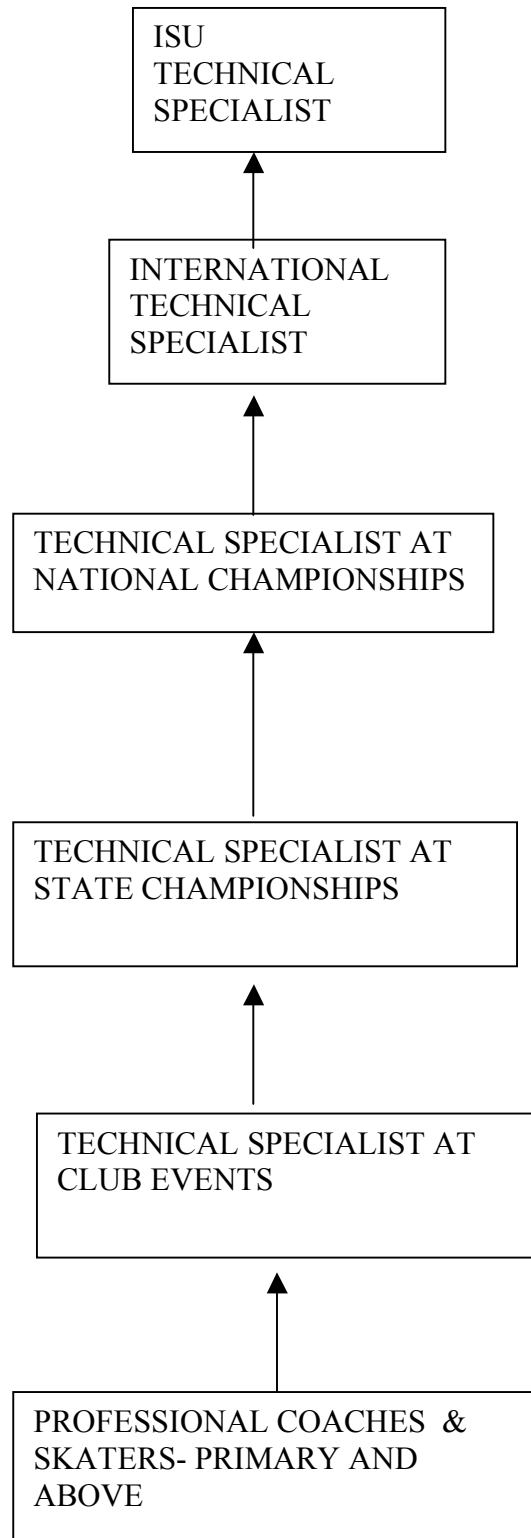 ISU
TECHNICAL
SPECIALIST
INTERNATIONAL
TECHNICAL
SPECIALIST
TECHNICAL SPECIALIST AT
NATIONAL CHAMPIONSHIPS
TECHNICAL SPECIALIST AT
STATE CHAMPIONSHIPS
TECHNICAL SPECIALIST AT
CLUB EVENTS
PROFESSIONAL COACHES  &
SKATERS- PRIMARY AND
ABOVE